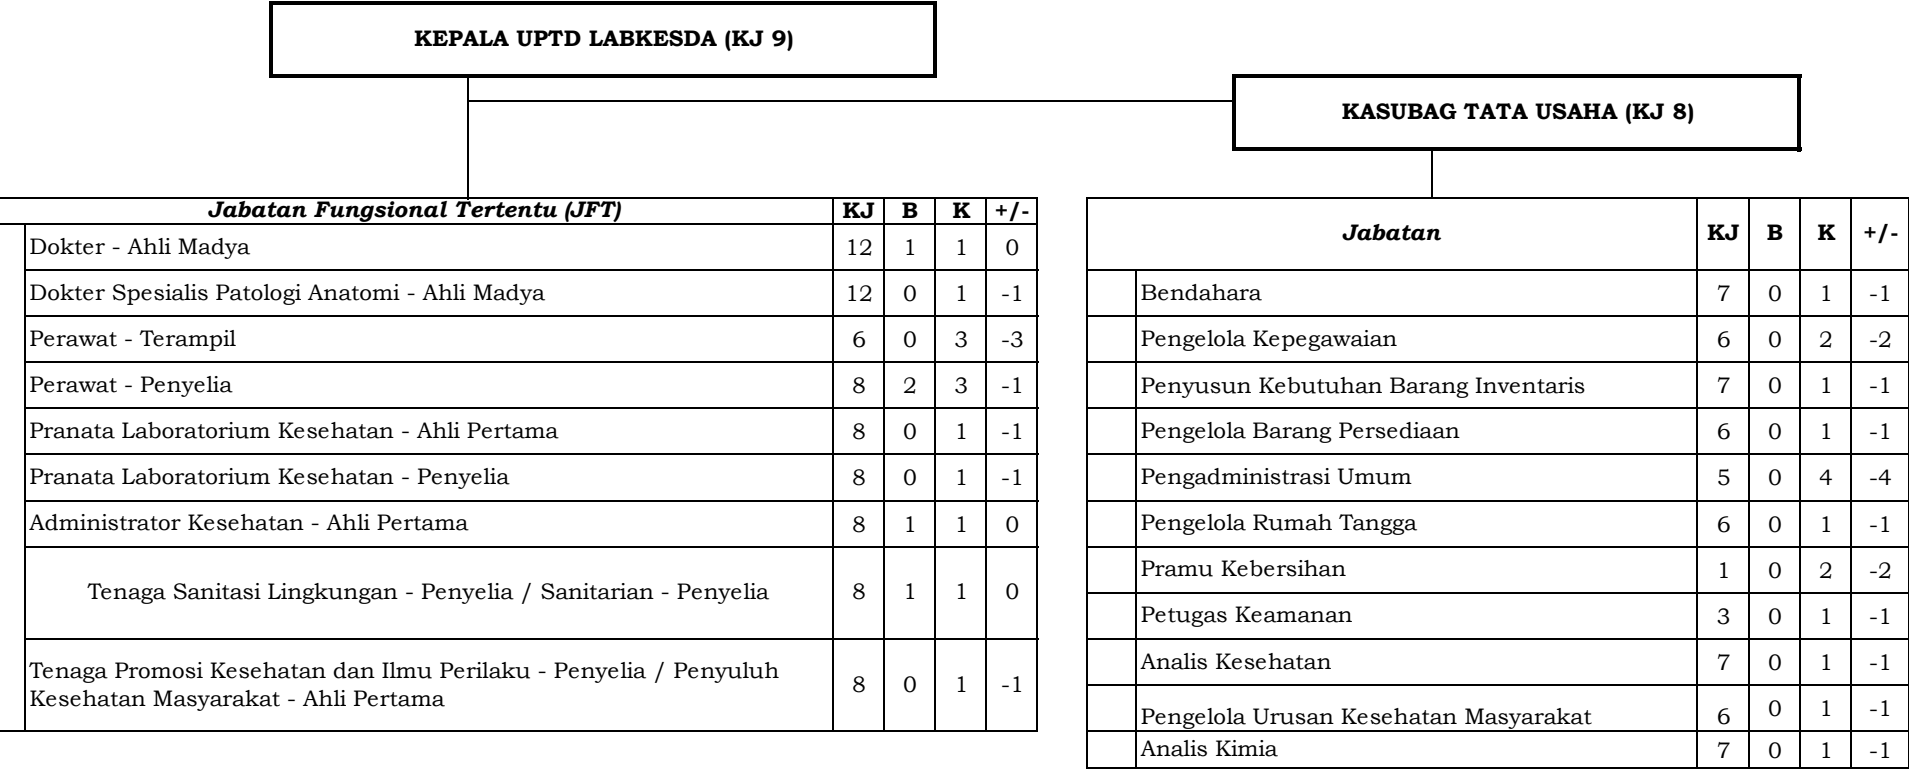 KEPALA UPTD LABKESDA (KJ 9)
KASUBAG TATA USAHA (KJ 8)
Jabatan Fungsional Tertentu (JFT) KJ B K +/-
Dokter - Ahli Madya 12 1 1 0
Dokter Spesialis Patologi Anatomi - Ahli Madya 12 0 1 -1
Perawat - Terampil 6 0 3 -3
Perawat - Penyelia 8 2 3 -1
Pranata Laboratorium Kesehatan - Ahli Pertama 8 0 1 -1
Pranata Laboratorium Kesehatan - Penyelia 8 0 1 -1
Administrator Kesehatan - Ahli Pertama 8 1 1 0
Tenaga Sanitasi Lingkungan - Penyelia / Sanitarian - Penyelia 8 1 1 0
Tenaga Promosi Kesehatan dan Ilmu Perilaku - Penyelia / Penyuluh
Kesehatan Masyarakat - Ahli Pertama 8 0 1 -1
Jabatan KJ B K +/-
Bendahara 7 0 1 -1
Pengelola Kepegawaian 6 0 2 -2
Penyusun Kebutuhan Barang Inventaris 7 0 1 -1
Pengelola Barang Persediaan 6 0 1 -1
Pengadministrasi Umum 5 0 4 -4
Pengelola Rumah Tangga 6 0 1 -1
Pramu Kebersihan 1 0 2 -2
Petugas Keamanan 3 0 1 -1
Analis Kesehatan 7 0 1 -1
Pengelola Urusan Kesehatan Masyarakat 6 0 1 -1
Analis Kimia 7 0 1 -1